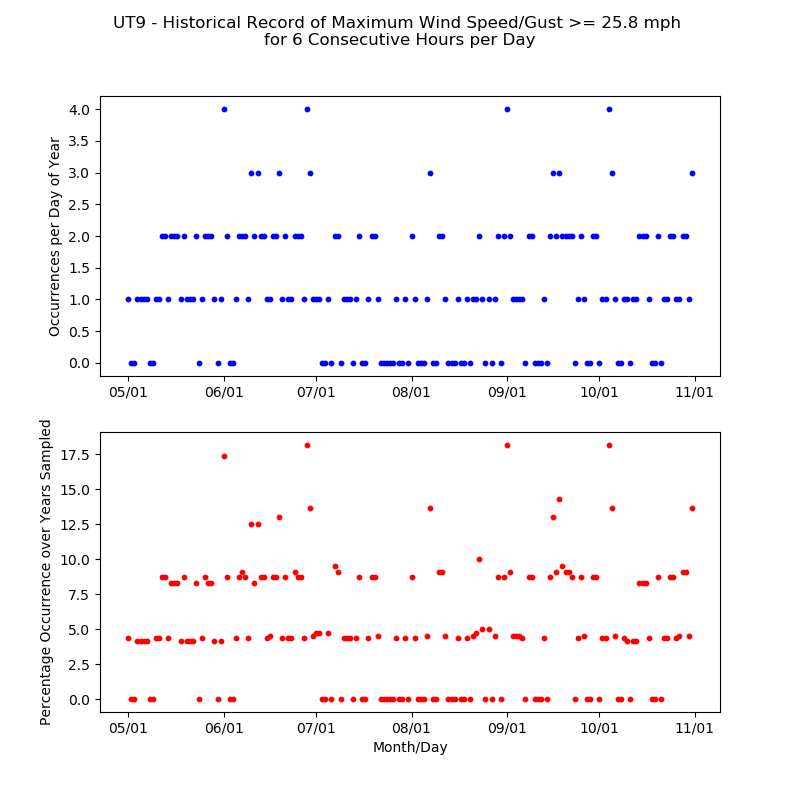 UT9 - Historical Record of Maximum Wind Speed/Gust >= 25.8 mph
for 6 Consecutive Hours per Day
Occurrences per Day of Year
4.0
3.5
3.0
2.5
2.0
1.5
1.0
0.5
0.0
05/01 06/01 07/01 08/01 09/01 10/01 11/01
Percentage Occurrence over Years Sampled
17.5
15.0
12.5
10.0
7.5
5.0
2.5
0.0
05/01 06/01 07/01 08/01 09/01 10/01 11/01
Month/Day